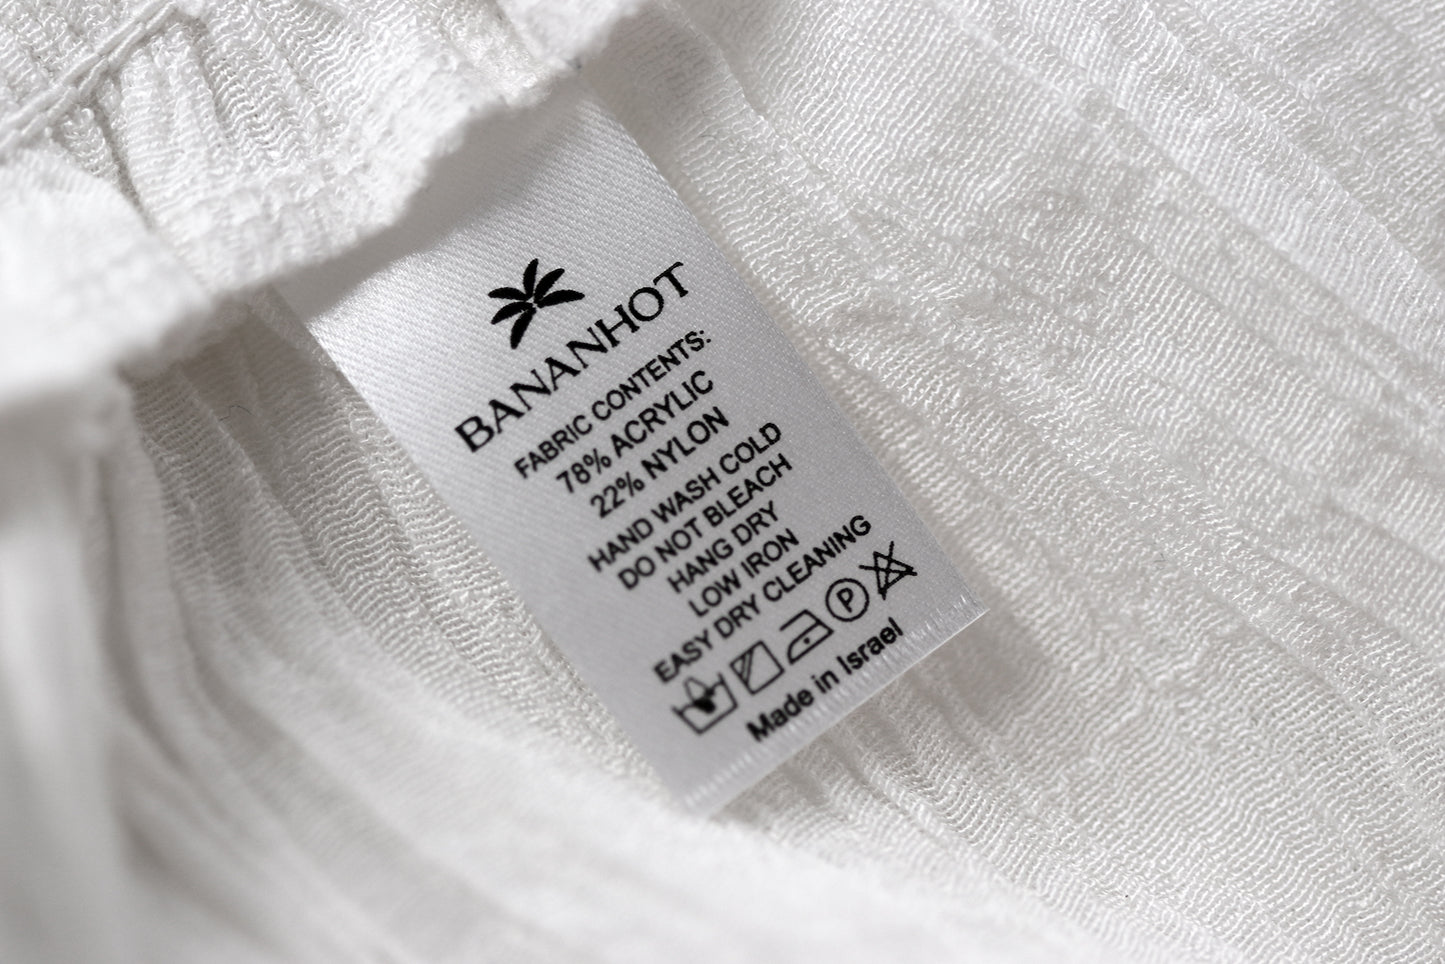 BANANHOT
FABRIC CONTENTS:
78% ACRYLIC
22% NYLON
HAND WASH COLD
DO NOT BLEACH
HANG DRY
LOW IRON
EASY DRY CLEANING
P
Made in Israel